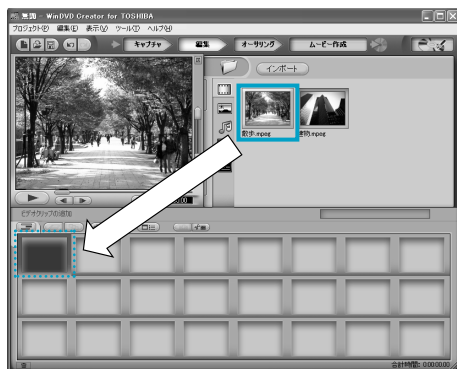 無題 - WinDVD Creator for TOSHIBA
プロジェクト(P) 編集(E) 表示(V) ツール(T) ヘルプ(H)
キャプチャ 編集 オーサリング ムービー作成
インポート
散歩.mpeg 建物.mpeg
ビデオクリップの追加
合計時間: 0:00:00:00